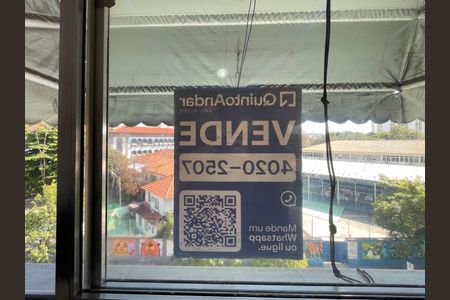 QuintoAndar
VENDE
4020-2507
Mande um
Whatsapp
ou ligue.